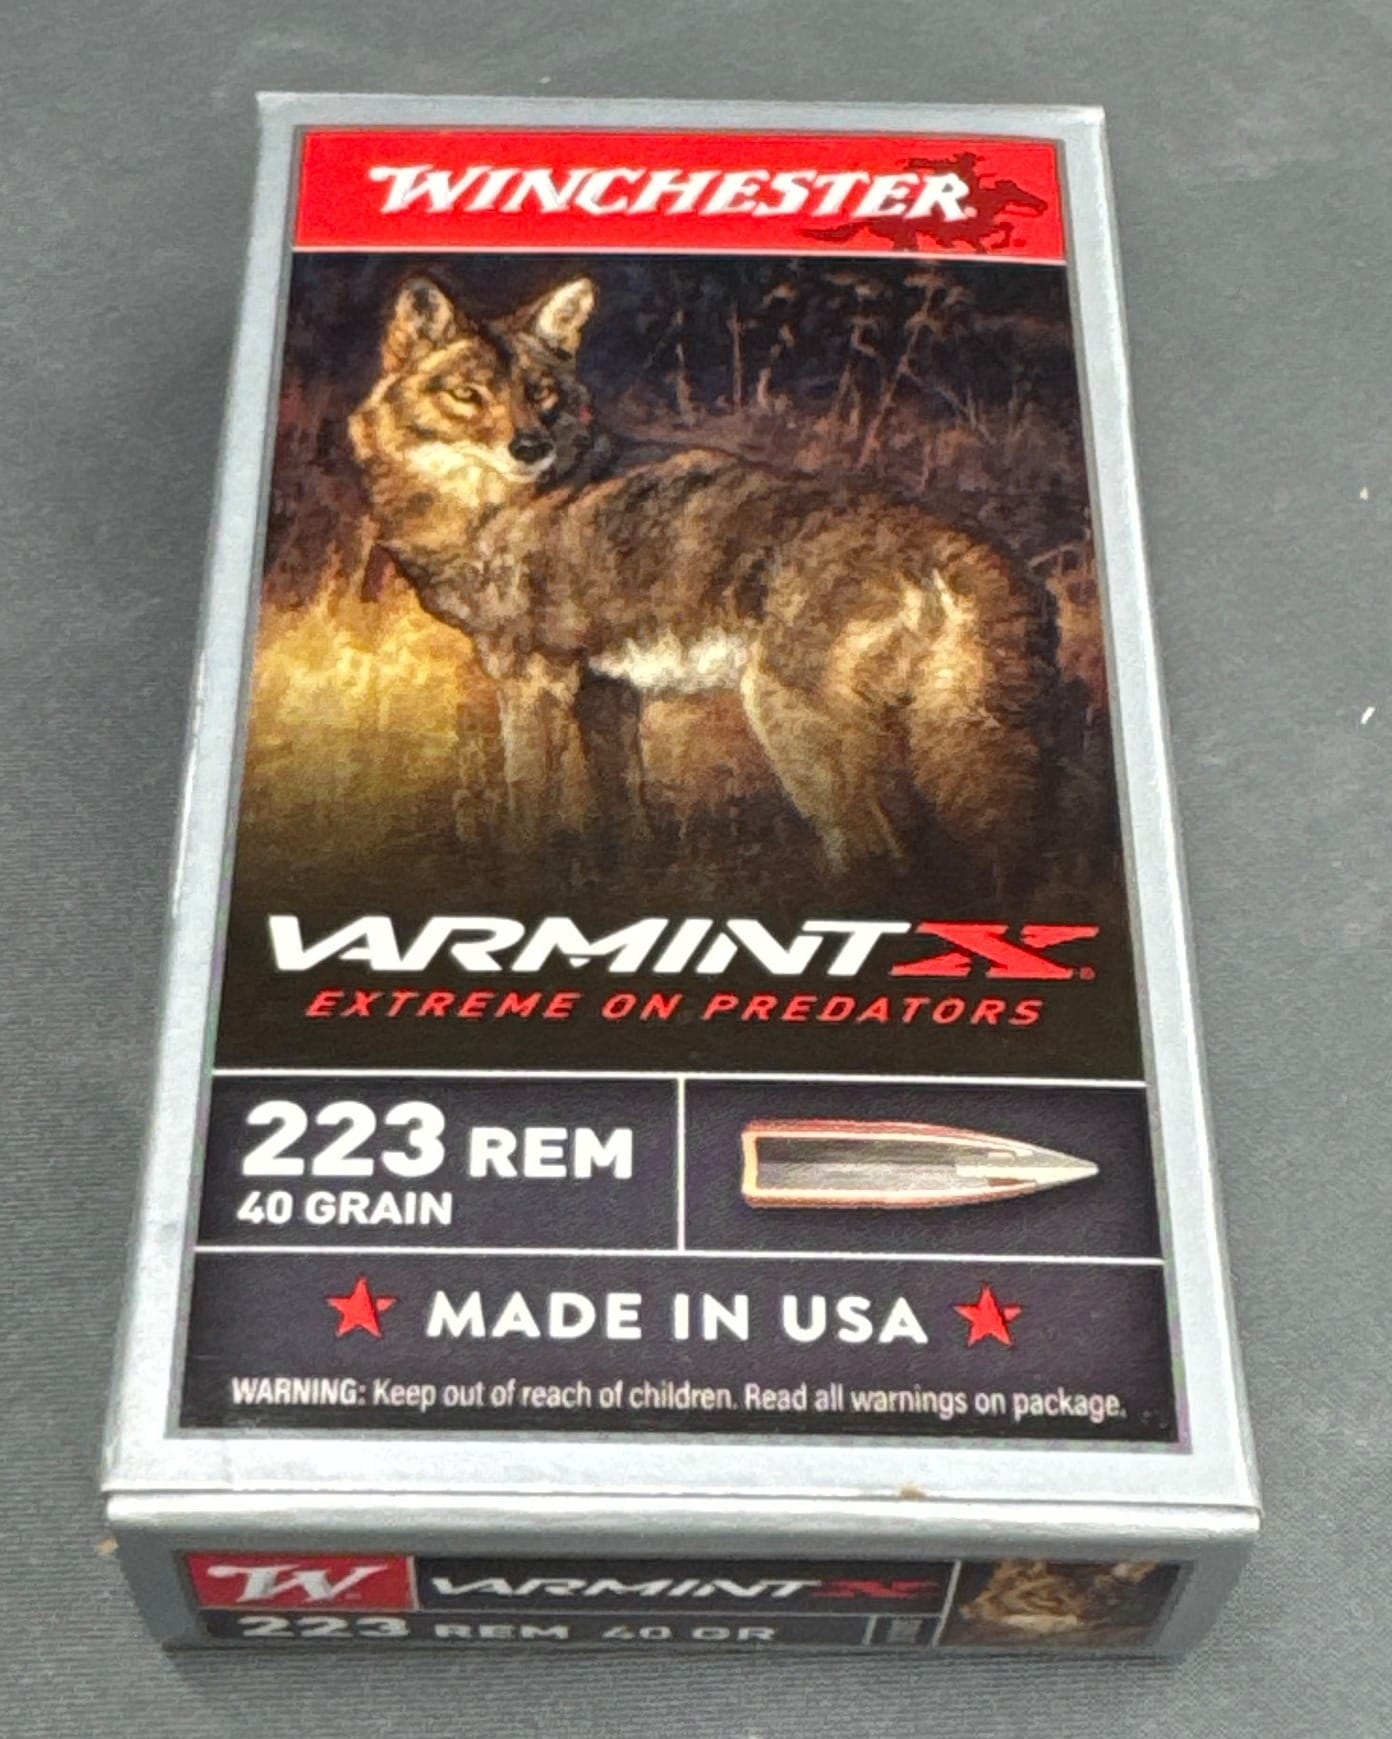 WINCHESTER
VARMINT X
EXTREME ON PREDATORS
223 REM
40 GRAIN
MADE IN USA
WARNING: Keep out of reach of children. Read all warnings on package.
W VARMINT X
223 REM 40 GR